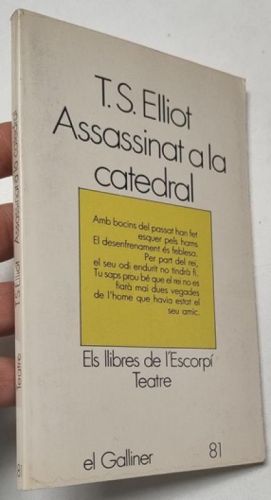 T.S. Elliot
Assassinat a la
catedral
Amb bocins del passat han fet
esquer pels hams.
El desenfrenament és feblesa.
Per part del rei,
el seu odi endurit no tindrà fi.
Tu saps prou bé que el rei no es
fiarà mai dues vegades
de l'home que havia estat el
seu amic.
Els llibres de l'Escorpí
Teatre
el Galliner 81
T.S. Elliot Assassinat a la catedral
Teatre
81